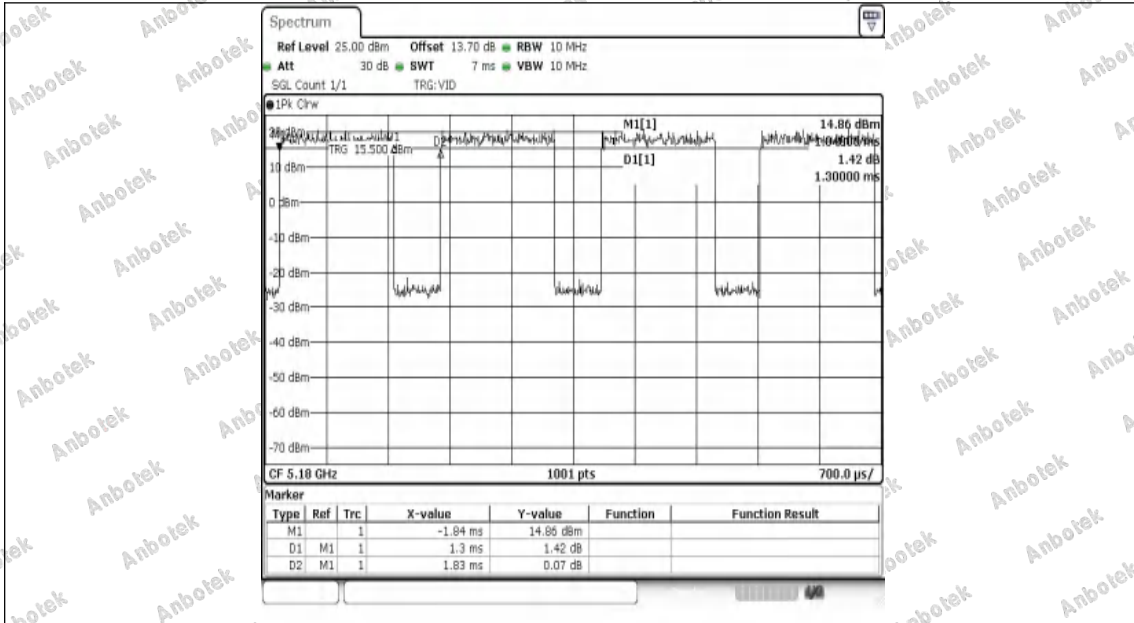 Spectrum
Ref Level 25.00 dBm Offset 13.70 dB RBW 10 MHz
Att 30 dB SWT 7 ms VBW 10 MHz
SGL Count 1/1 TRG:VID
1Pk Clrw
M1[1] 14.86 dBm
D1[1] 1.42 dB
1.30000 ms
TRG 15.500 dBm
D2
10 dBm
0 dBm
-10 dBm
-20 dBm
-30 dBm
-40 dBm
-50 dBm
-60 dBm
-70 dBm
CF 5.18 GHz 1001 pts 700.0 µs/
Marker
Type Ref Trc X-value Y-value Function Function Result
M1 1 -1.84 ms 14.86 dBm
D1 M1 1 1.3 ms 1.42 dB
D2 M1 1 1.83 ms 0.07 dB
Anbotek